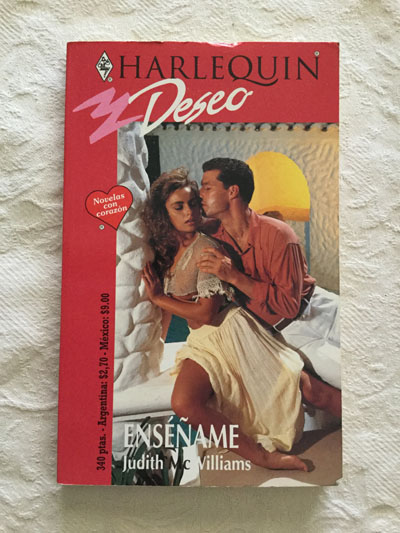 HARLEQUIN
Deseo
Novelas
con
corazón
340 ptas. - Argentina: $2,70 - México: $9.00
ENSÉÑAME
Judith Mc Williams